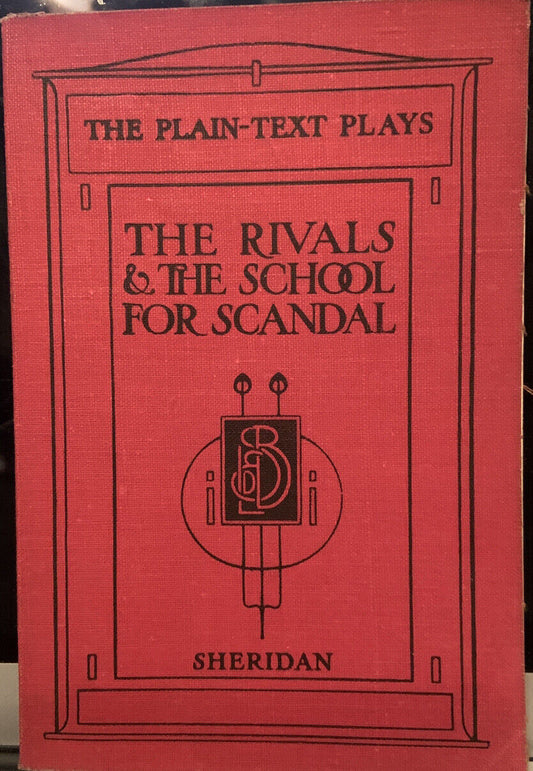 THE PLAIN-TEXT PLAYS
THE RIVALS
& THE SCHOOL
FOR SCANDAL
SHERIDAN